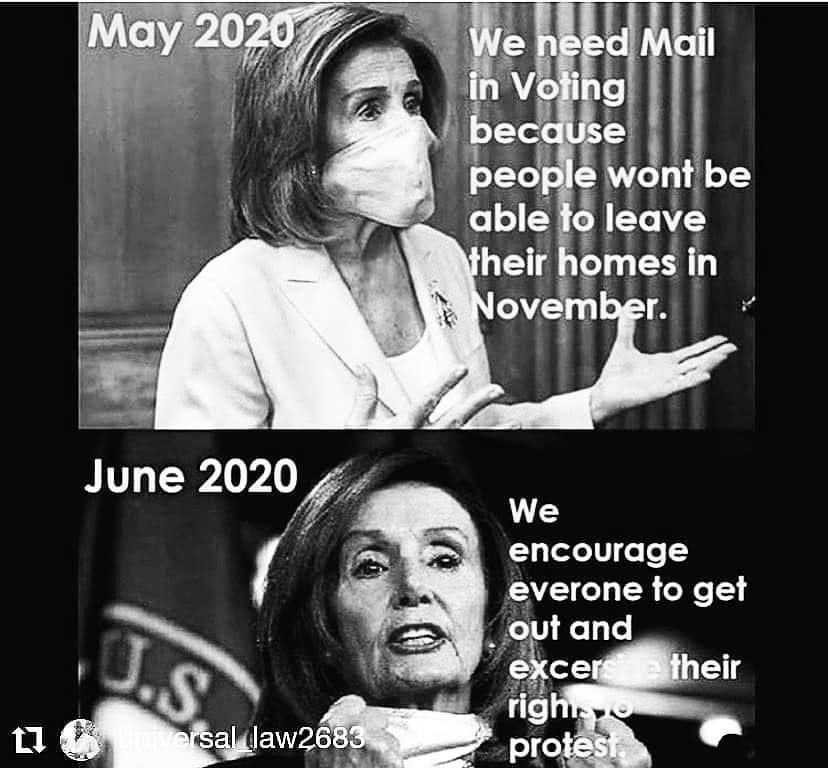 May 2020
We need Mail
in Voting
because
people wont be
able to leave
their homes in
November.
June 2020
We
encourage
everone to get
out and
their
protest.
U.S.
universal_law2683